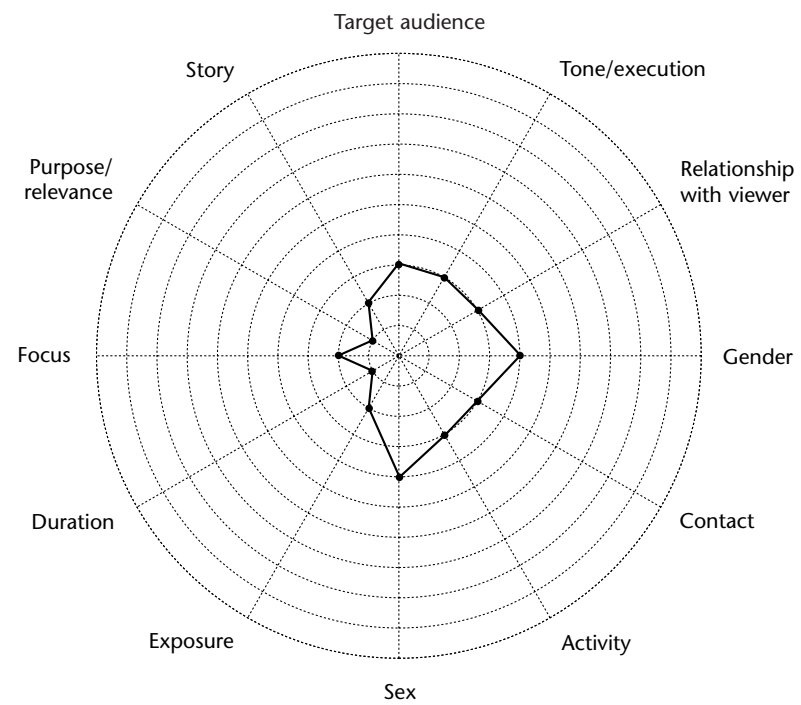 Target audience
Tone/execution
Relationship
with viewer
Gender
Contact
Activity
Sex
Exposure
Duration
Focus
Purpose/
relevance
Story